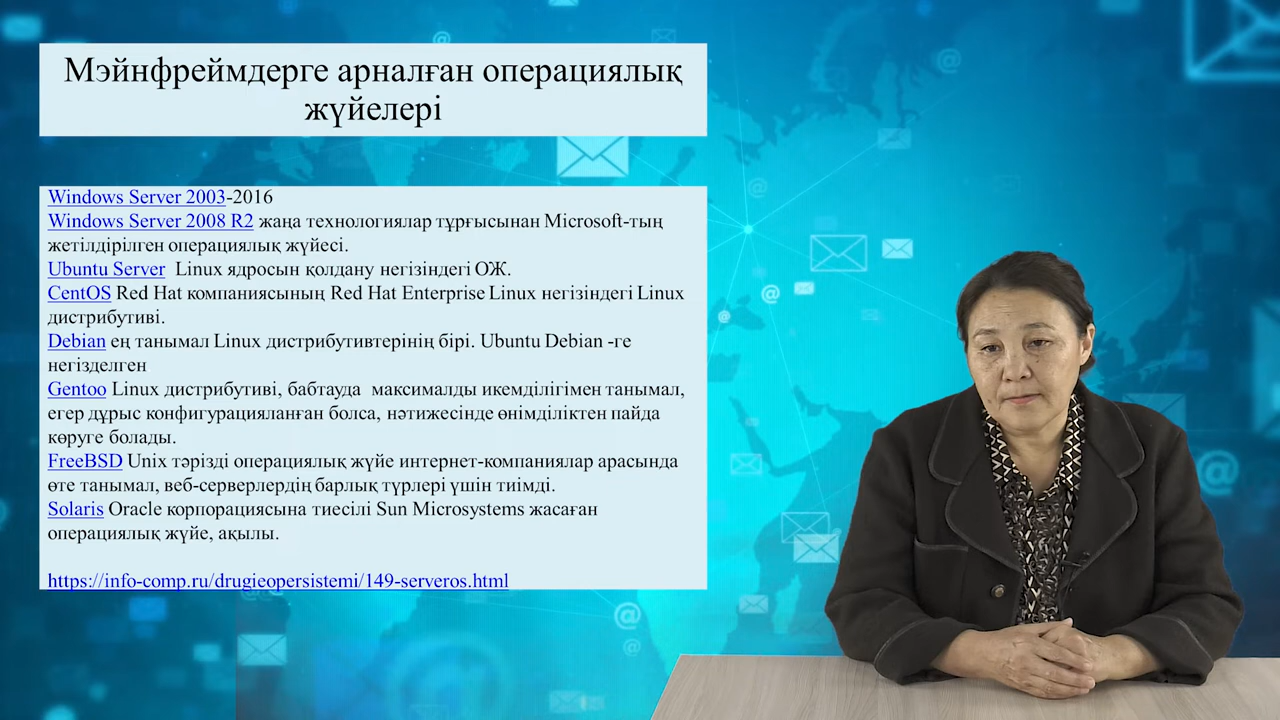 Мэйнфреймдерге арналған операциялық
жүйелері
Windows Server 2003-2016
Windows Server 2008 R2 жаңа технологиялар тұрғысынан Microsoft-тың
жетілдірілген операциялық жүйесі.
Ubuntu Server Linux ядросын қолдану негізіндегі ОЖ.
CentOS Red Hat компаниясының Red Hat Enterprise Linux негізіндегі Linux
дистрибутиві.
Debian ең танымал Linux дистрибутивтерінің бірі. Ubuntu Debian -ге
негізделген
Gentoo Linux дистрибутиві, баптауда максималды икемділігімен танымал,
егер дұрыс конфигурацияланған болса, нәтижесінде өнімділіктен пайда
көруге болады.
FreeBSD Unix тәрізді операциялық жүйе интернет-компаниялар арасында
өте танымал, веб-серверлердің барлық түрлері үшін тиімді.
Solaris Oracle корпорациясына тиесілі Sun Microsystems жасаған
операциялық жүйе, ақылы.
https://info-comp.ru/drugieopersistemi/149-serveros.html